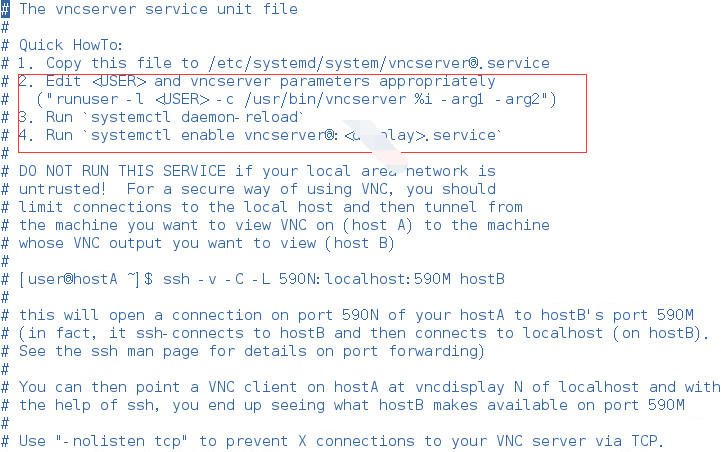 # The vncserver service unit file
#
# Quick HowTo:
# 1. Copy this file to /etc/systemd/system/vncserver@.service
# 2. Edit <USER> and vncserver parameters appropriately
#   ("runuser -l <USER> -c /usr/bin/vncserver %i -arg1 -arg2")
# 3. Run `systemctl daemon-reload`
# 4. Run `systemctl enable vncserver@:<display>.service`
#
# DO NOT RUN THIS SERVICE if your local area network is
# untrusted!  For a secure way of using VNC, you should
# limit connections to the local host and then tunnel from
# the machine you want to view VNC on (host A) to the machine
# whose VNC output you want to view (host B)
#
# [user@hostA ~]$ ssh -v -C -L 590N:localhost:590M hostB
#
# this will open a connection on port 590N of your hostA to hostB's port 590M
# (in fact, it ssh-connects to hostB and then connects to localhost (on hostB).
# See the ssh man page for details on port forwarding)
#
# You can then point a VNC client on hostA at vncdisplay N of localhost and with
# the help of ssh, you end up seeing what hostB makes available on port 590M
#
# Use "-nolisten tcp" to prevent X connections to your VNC server via TCP.